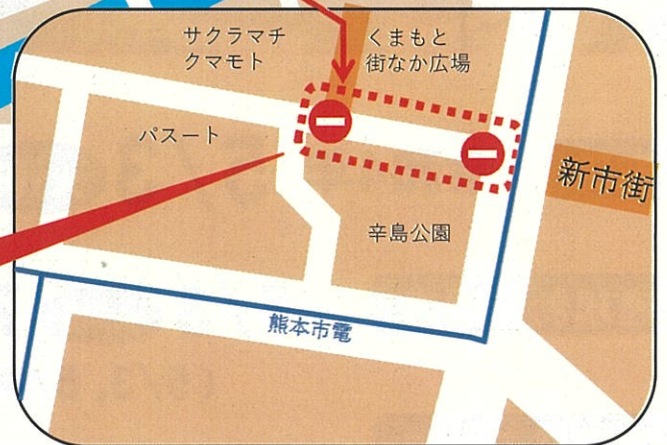 サクラマチ
クマモト
くまもと
街なか広場
パスート
新市街
辛島公園
熊本市電